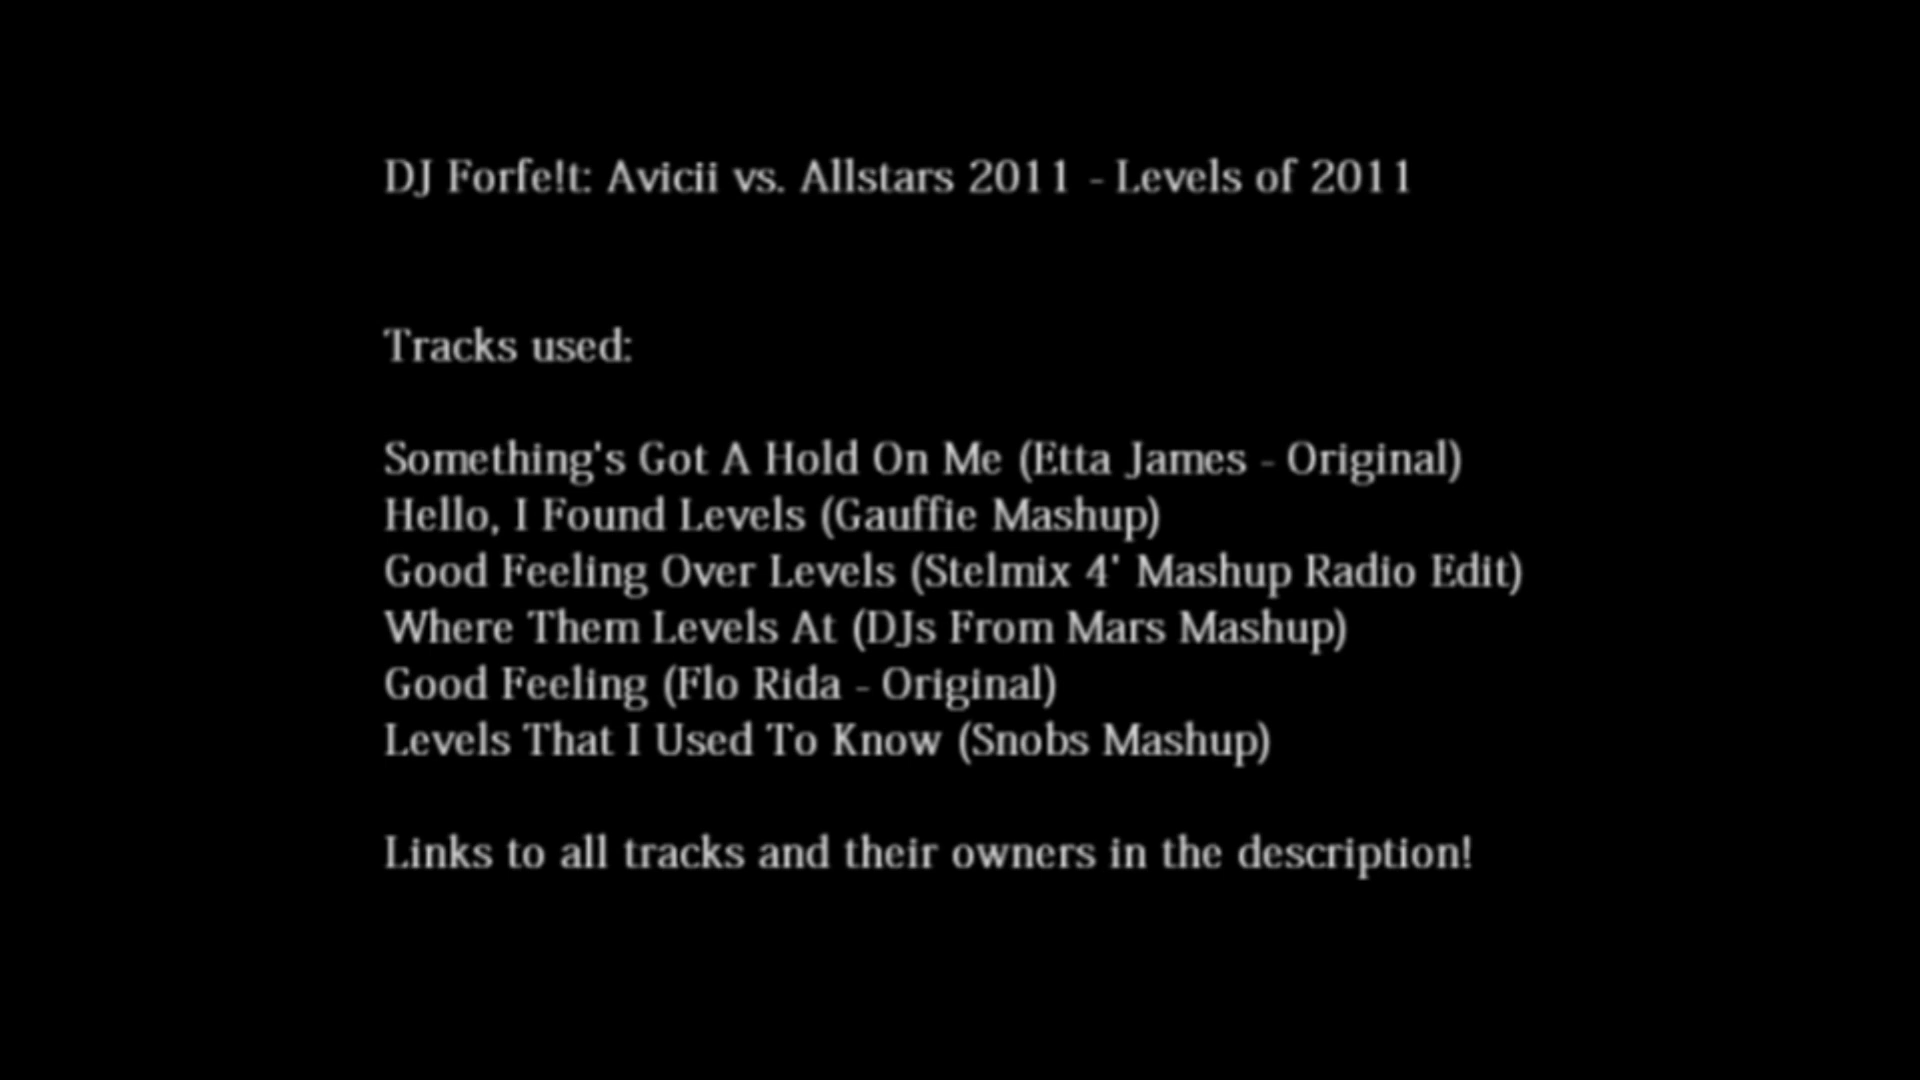 DJ Forfe!t: Avicii vs. Allstars 2011 - Levels of 2011
Tracks used:
Something's Got A Hold On Me (Etta James - Original)
Hello, I Found Levels (Gauffie Mashup)
Good Feeling Over Levels (Stelmix 4' Mashup Radio Edit)
Where Them Levels At (DJs From Mars Mashup)
Good Feeling (Flo Rida - Original)
Levels That I Used To Know (Snobs Mashup)
Links to all tracks and their owners in the description!